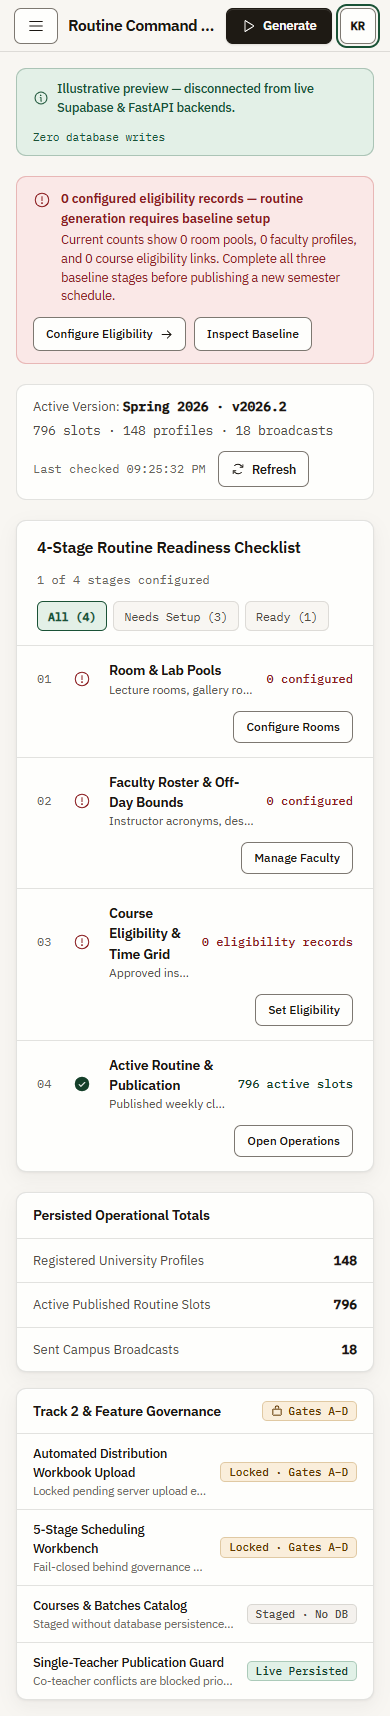 Routine Command ...
Generate
KR
Illustrative preview — disconnected from live
Supabase & FastAPI backends.
Zero database writes
0 configured eligibility records — routine
generation requires baseline setup
Current counts show 0 room pools, 0 faculty profiles,
and 0 course eligibility links. Complete all three
baseline stages before publishing a new semester
schedule.
Configure Eligibility →
Inspect Baseline
Active Version: Spring 2026 · v2026.2
796 slots · 148 profiles · 18 broadcasts
Last checked 09:25:32 PM
Refresh
4-Stage Routine Readiness Checklist
1 of 4 stages configured
All (4)
Needs Setup (3)
Ready (1)
01
Room & Lab Pools
Lecture rooms, gallery ro...
0 configured
Configure Rooms
02
Faculty Roster & Off-
Day Bounds
Instructor acronyms, des...
0 configured
Manage Faculty
03
Course
Eligibility &
Time Grid
Approved ins...
0 eligibility records
Set Eligibility
04
Active Routine &
Publication
Published weekly cl...
796 active slots
Open Operations
Persisted Operational Totals
Registered University Profiles
148
Active Published Routine Slots
796
Sent Campus Broadcasts
18
Track 2 & Feature Governance
Gates A–D
Automated Distribution
Workbook Upload
Locked pending server upload e...
Locked · Gates A–D
5-Stage Scheduling
Workbench
Fail-closed behind governance ...
Locked · Gates A–D
Courses & Batches Catalog
Staged without database persistence...
Staged · No DB
Single-Teacher Publication Guard
Co-teacher conflicts are blocked prio...
Live Persisted